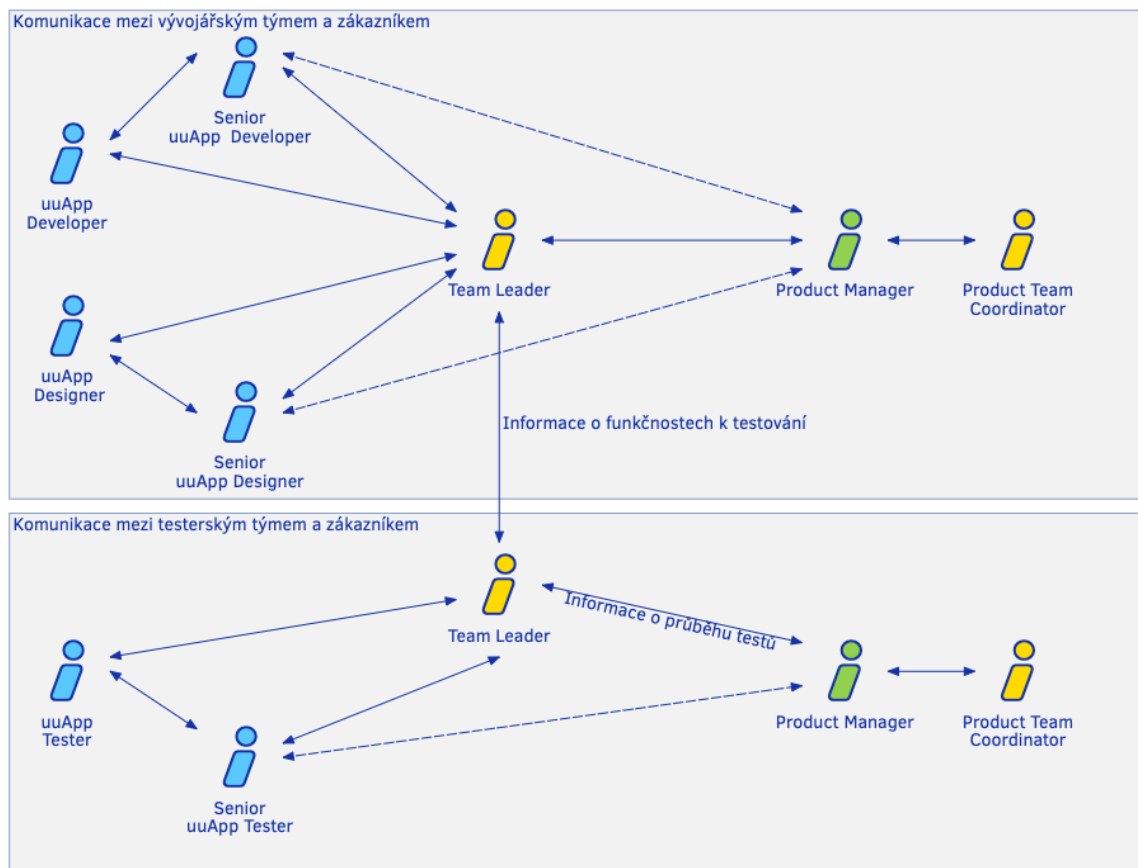 Komunikace mezi vývojářským týmem a zákazníkem
Senior
uuApp Developer
uuApp
Developer
Team Leader
Product Manager
Product Team
Coordinator
uuApp
Designer
Senior
uuApp Designer
Informace o funkčnostech k testování
Komunikace mezi testerským týmem a zákazníkem
Team Leader
Informace o průběhu testů
uuApp
Tester
Product Manager
Product Team
Coordinator
Senior
uuApp Tester